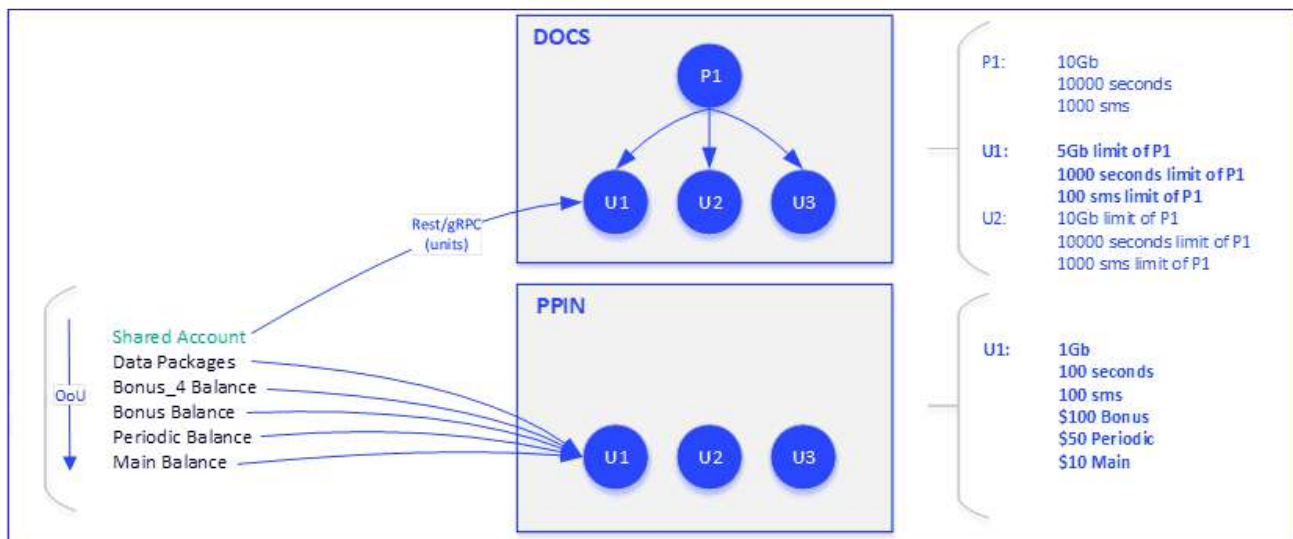 DOCS
P1
U1
U2
U3
Rest/gRPC
(units)
P1: 10Gb
10000 seconds
1000 sms
U1: 5Gb limit of P1
1000 seconds limit of P1
100 sms limit of P1
U2: 10Gb limit of P1
10000 seconds limit of P1
1000 sms limit of P1
OoU
Shared Account
Data Packages
Bonus_4 Balance
Bonus Balance
Periodic Balance
Main Balance
PPIN
U1
U2
U3
U1: 1Gb
100 seconds
100 sms
$100 Bonus
$50 Periodic
$10 Main